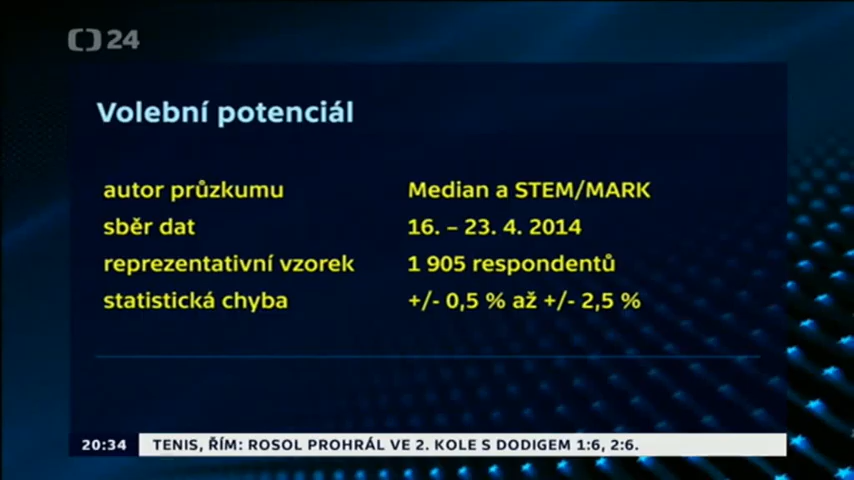 24
Volební potenciál
autor průzkumu Median a STEM/MARK
sběr dat 16. – 23. 4. 2014
reprezentativní vzorek 1 905 respondentů
statistická chyba +/- 0,5 % až +/- 2,5 %
20:34 TENIS, ŘÍM: ROSOL PROHRÁL VE 2. KOLE S DODIGEM 1:6, 2:6.